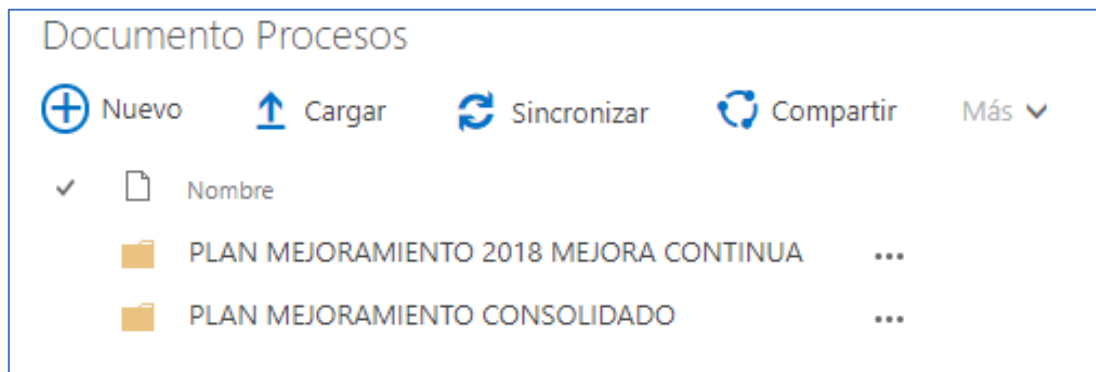 Documento Procesos
Nuevo Cargar Sincronizar Compartir Más
Nombre
PLAN MEJORAMIENTO 2018 MEJORA CONTINUA ...
PLAN MEJORAMIENTO CONSOLIDADO ...